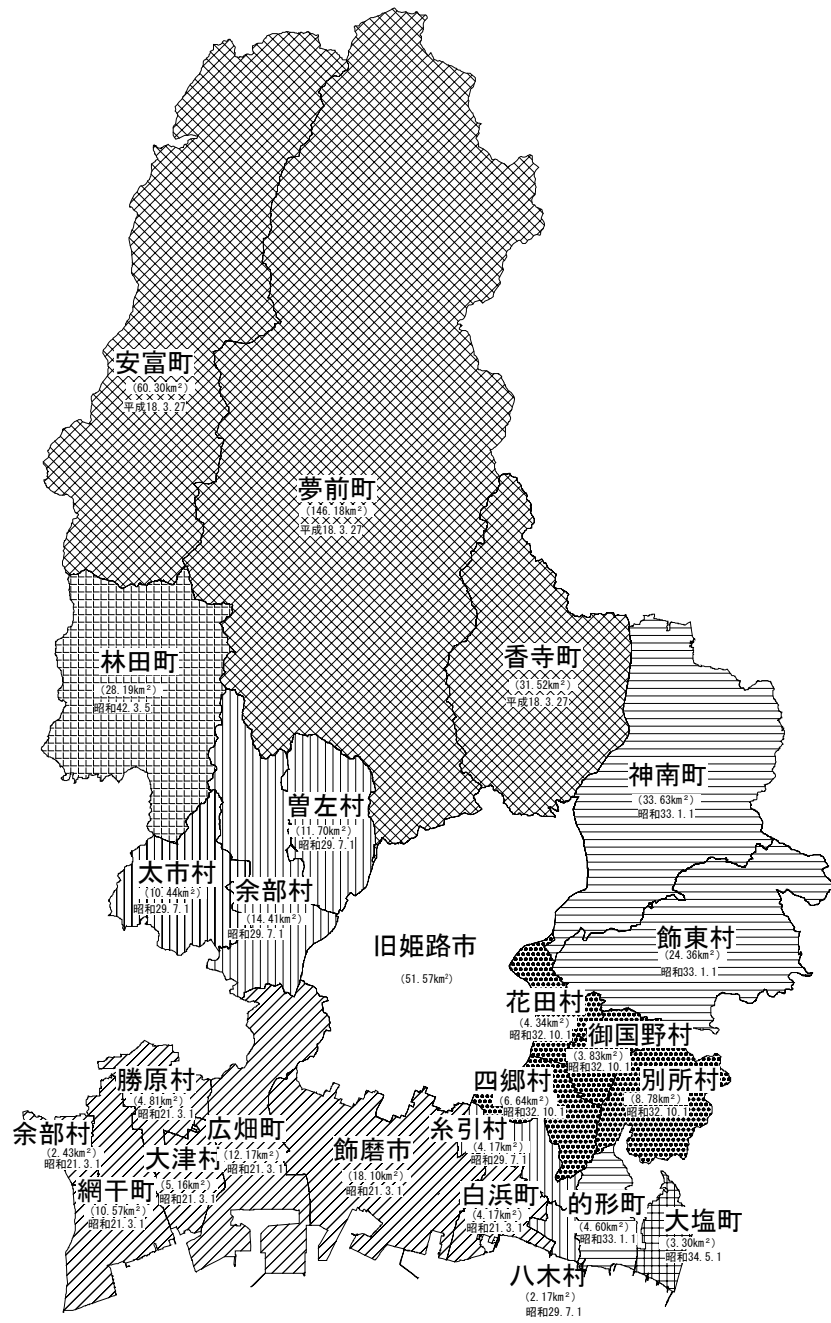 安富町
(60.30km²)
平成18.3.27
夢前町
(146.18km²)
平成18.3.27
林田町
(28.19km²)
昭和42.3.5
香寺町
(31.52km²)
平成18.3.27
神南町
(33.63km²)
昭和33.1.1
曽左村
(11.70km²)
昭和29.7.1
太市村
(10.44km²)
昭和29.7.1
余部村
(14.41km²)
昭和29.7.1
旧姫路市
(51.57km²)
飾東村
(24.36km²)
昭和33.1.1
花田村
(4.34km²)
昭和32.10.1
御国野村
(3.83km²)
昭和32.10.1
四郷村
(6.64km²)
昭和32.10.1
別所村
(8.78km²)
昭和32.10.1
勝原村
(4.81km²)
昭和21.3.1
余部村
(2.43km²)
昭和21.3.1
大津村
(5.16km²)
昭和21.3.1
広畑町
(12.17km²)
昭和21.3.1
飾磨市
(18.10km²)
昭和21.3.1
糸引村
(4.17km²)
昭和29.7.1
網干町
(10.57km²)
昭和21.3.1
白浜町
(4.17km²)
昭和21.3.1
的形町
(4.60km²)
昭和33.1.1
大塩町
(3.30km²)
昭和34.5.1
八木村
(2.17km²)
昭和29.7.1